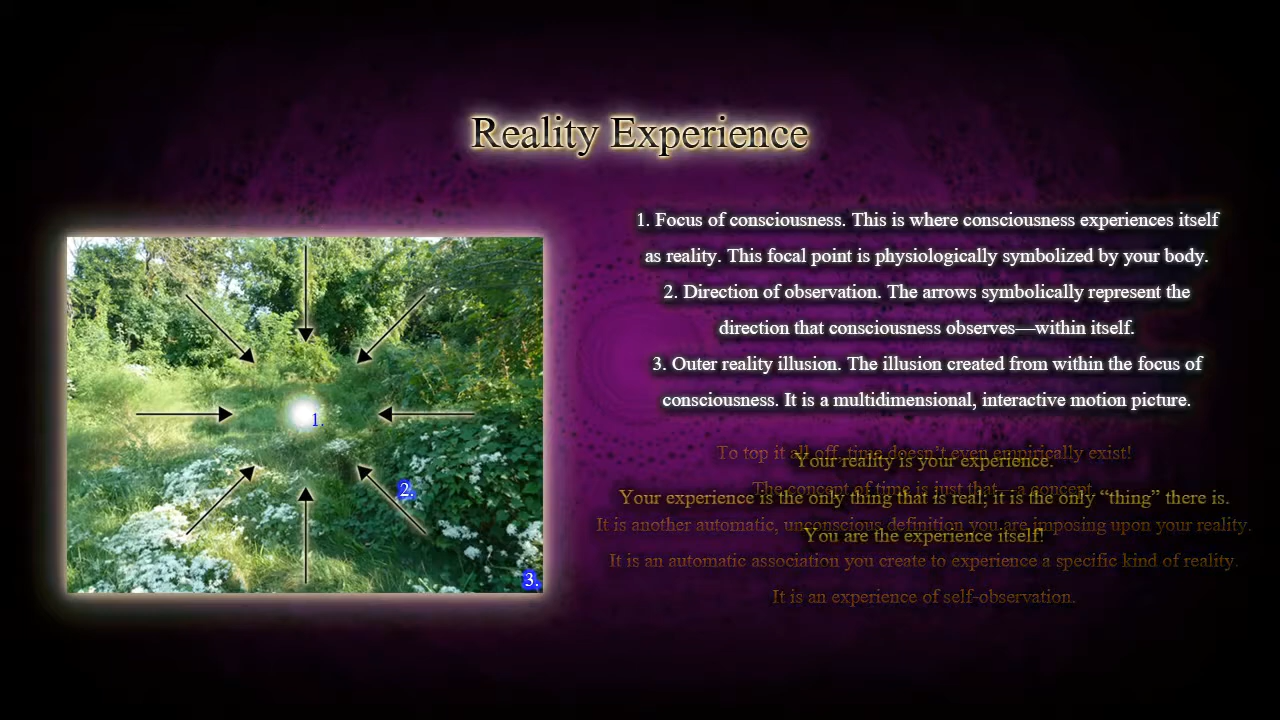 Reality Experience
1. Focus of consciousness. This is where consciousness experiences itself
as reality. This focal point is physiologically symbolized by your body.
2. Direction of observation. The arrows symbolically represent the
direction that consciousness observes—within itself.
3. Outer reality illusion. The illusion created from within the focus of
consciousness. It is a multidimensional, interactive motion picture.
1.
2.
3.
To top it all off, time doesn't even empirically exist!
Your reality is your experience.
The concept of time is just that—a concept.
Your experience is the only thing that is real; it is the only “thing” there is.
It is another automatic, unconscious definition you are imposing upon your reality.
You are the experience itself!
It is an automatic association you create to experience a specific kind of reality.
It is an experience of self-observation.